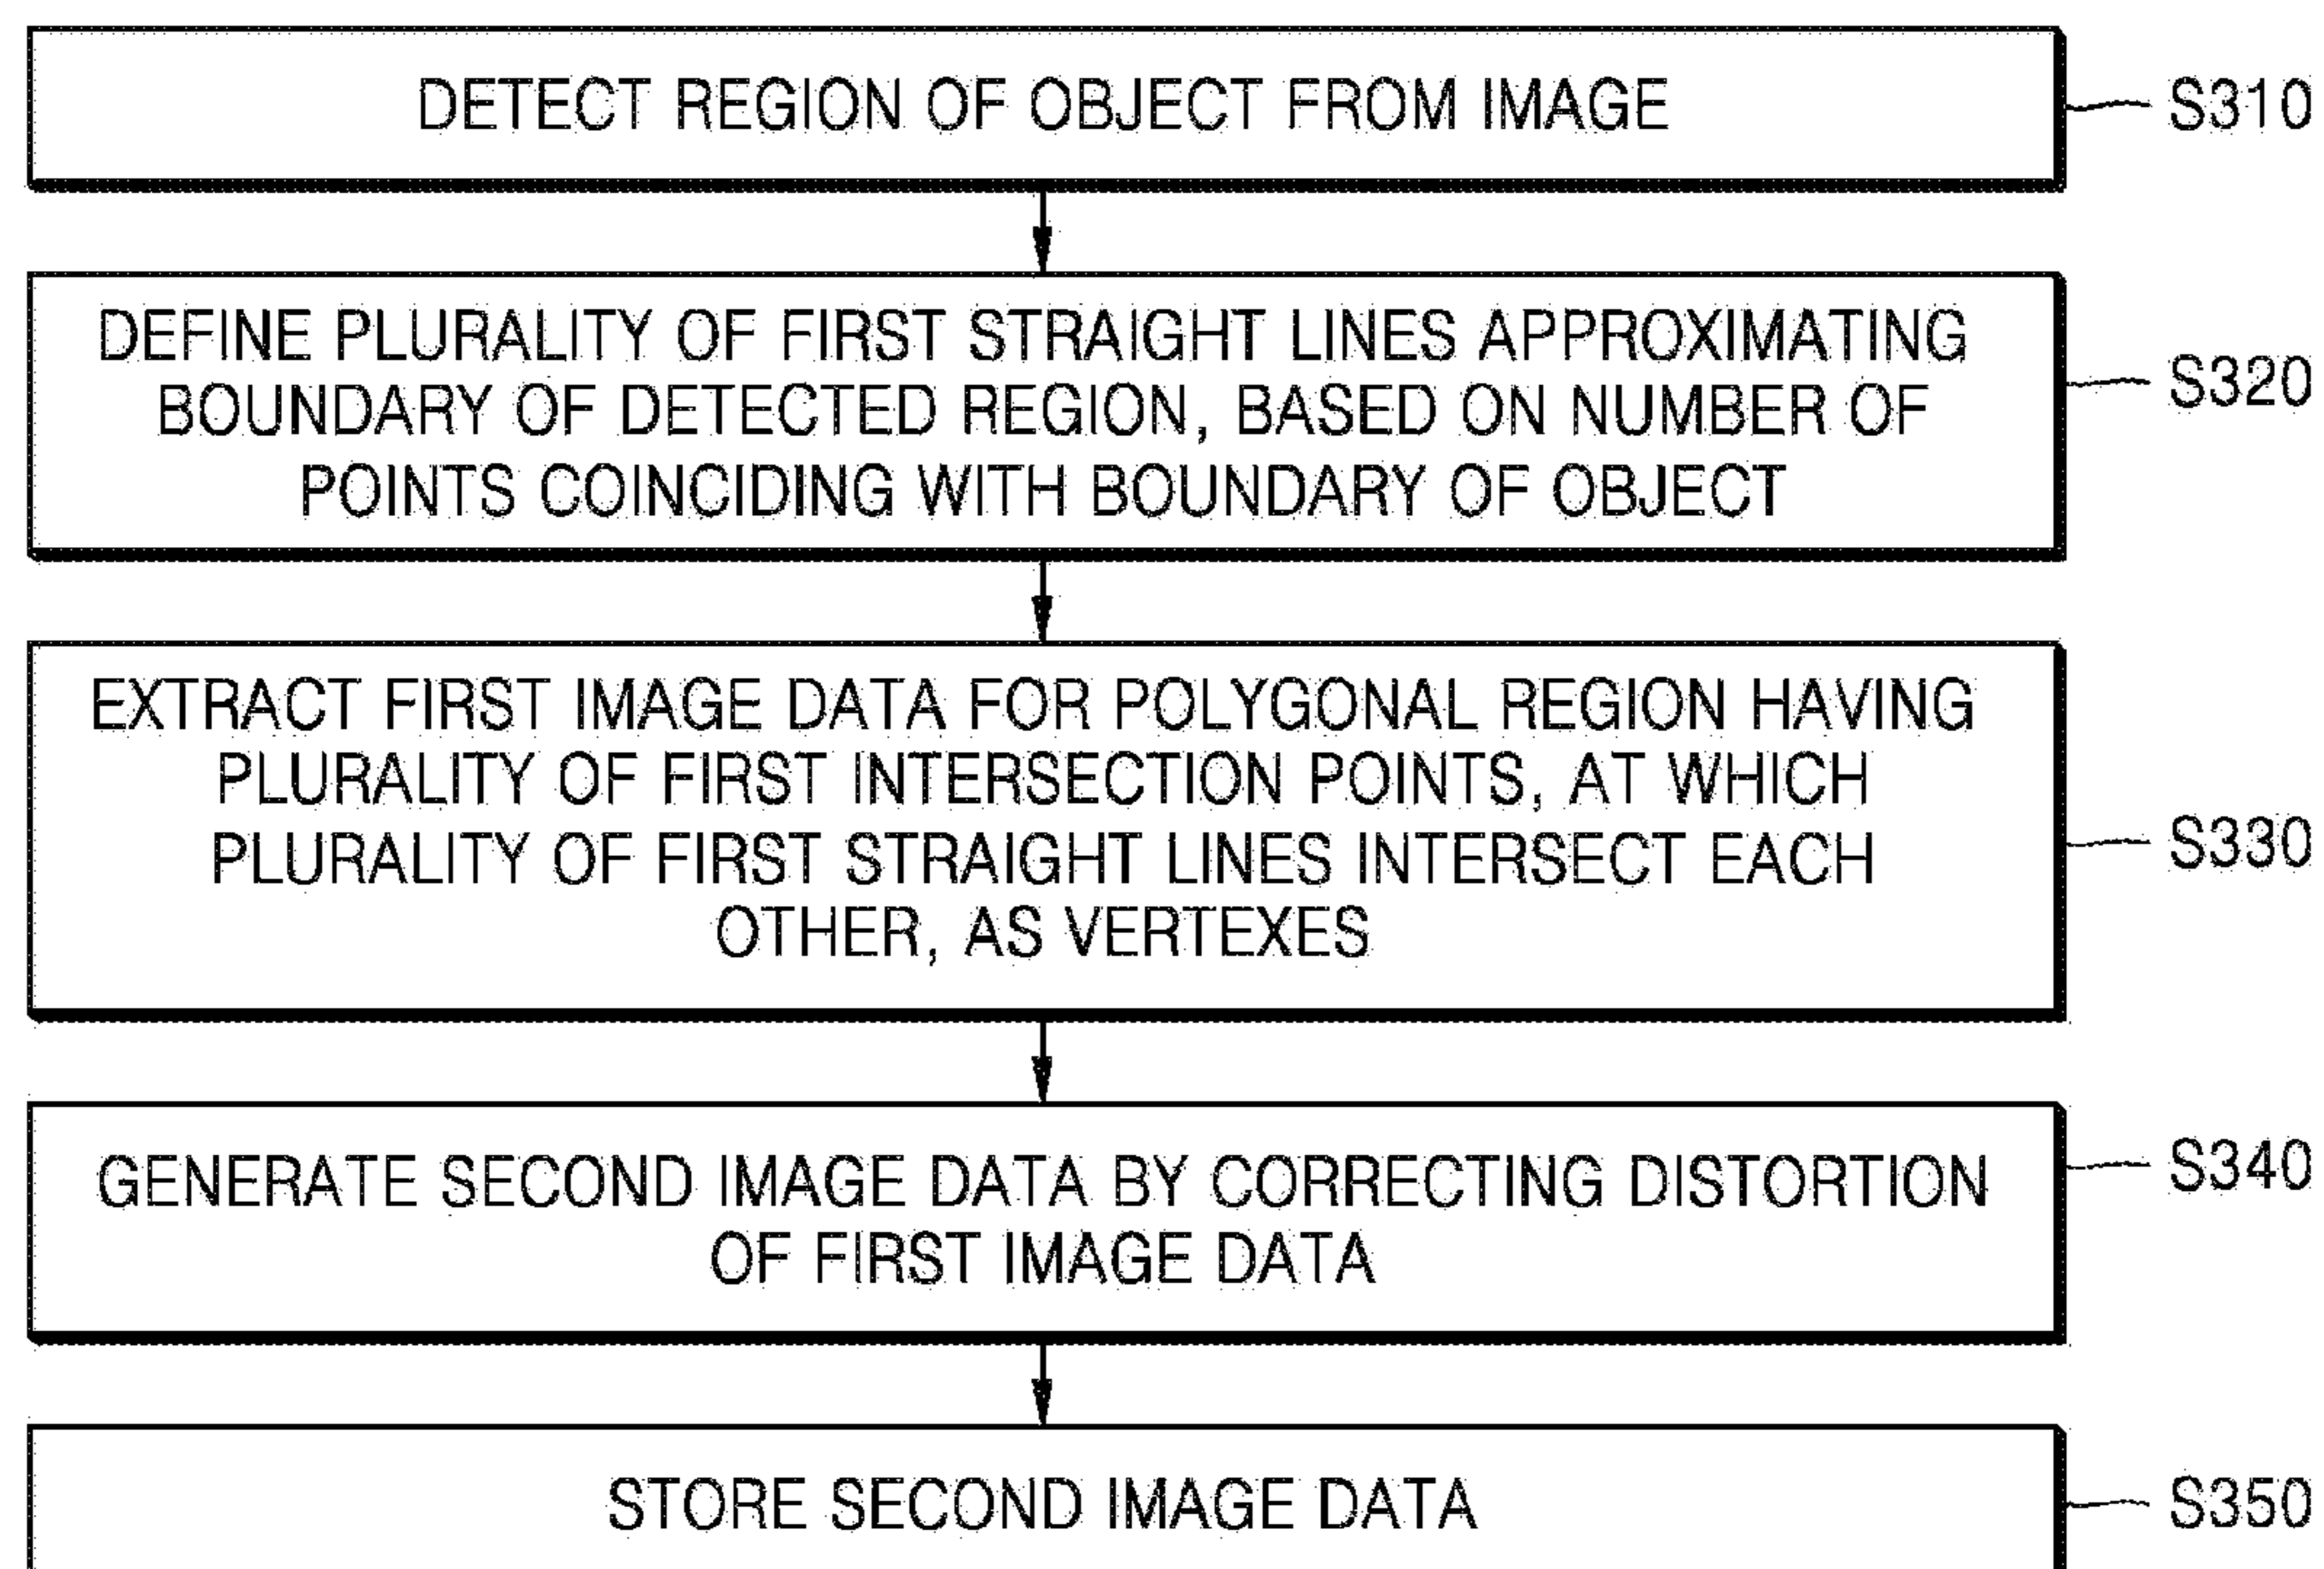 DETECT REGION OF OBJECT FROM IMAGE
S310
DEFINE PLURALITY OF FIRST STRAIGHT LINES APPROXIMATING
BOUNDARY OF DETECTED REGION, BASED ON NUMBER OF
POINTS COINCIDING WITH BOUNDARY OF OBJECT
S320
EXTRACT FIRST IMAGE DATA FOR POLYGONAL REGION HAVING
PLURALITY OF FIRST INTERSECTION POINTS, AT WHICH
PLURALITY OF FIRST STRAIGHT LINES INTERSECT EACH
OTHER, AS VERTEXES
S330
GENERATE SECOND IMAGE DATA BY CORRECTING DISTORTION
OF FIRST IMAGE DATA
S340
STORE SECOND IMAGE DATA
S350